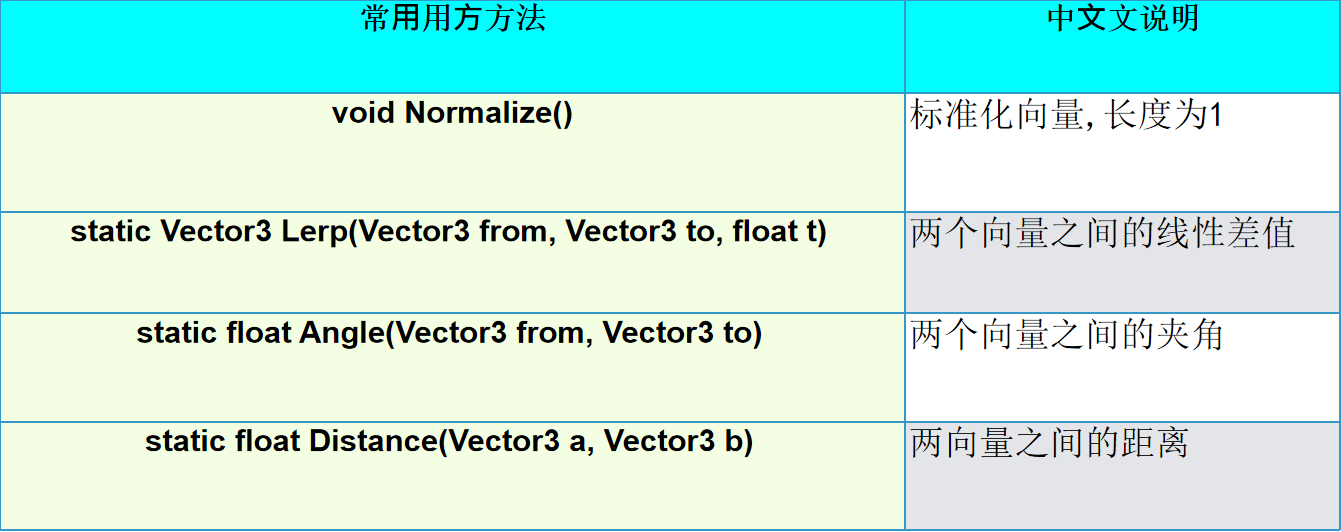 常用用方方法
中文文说明
void Normalize()
标准化向量,长度为1
static Vector3 Lerp(Vector3 from, Vector3 to, float t)
两个向量之间的线性差值
static float Angle(Vector3 from, Vector3 to)
两个向量之间的夹角
static float Distance(Vector3 a, Vector3 b)
两向量之间的距离